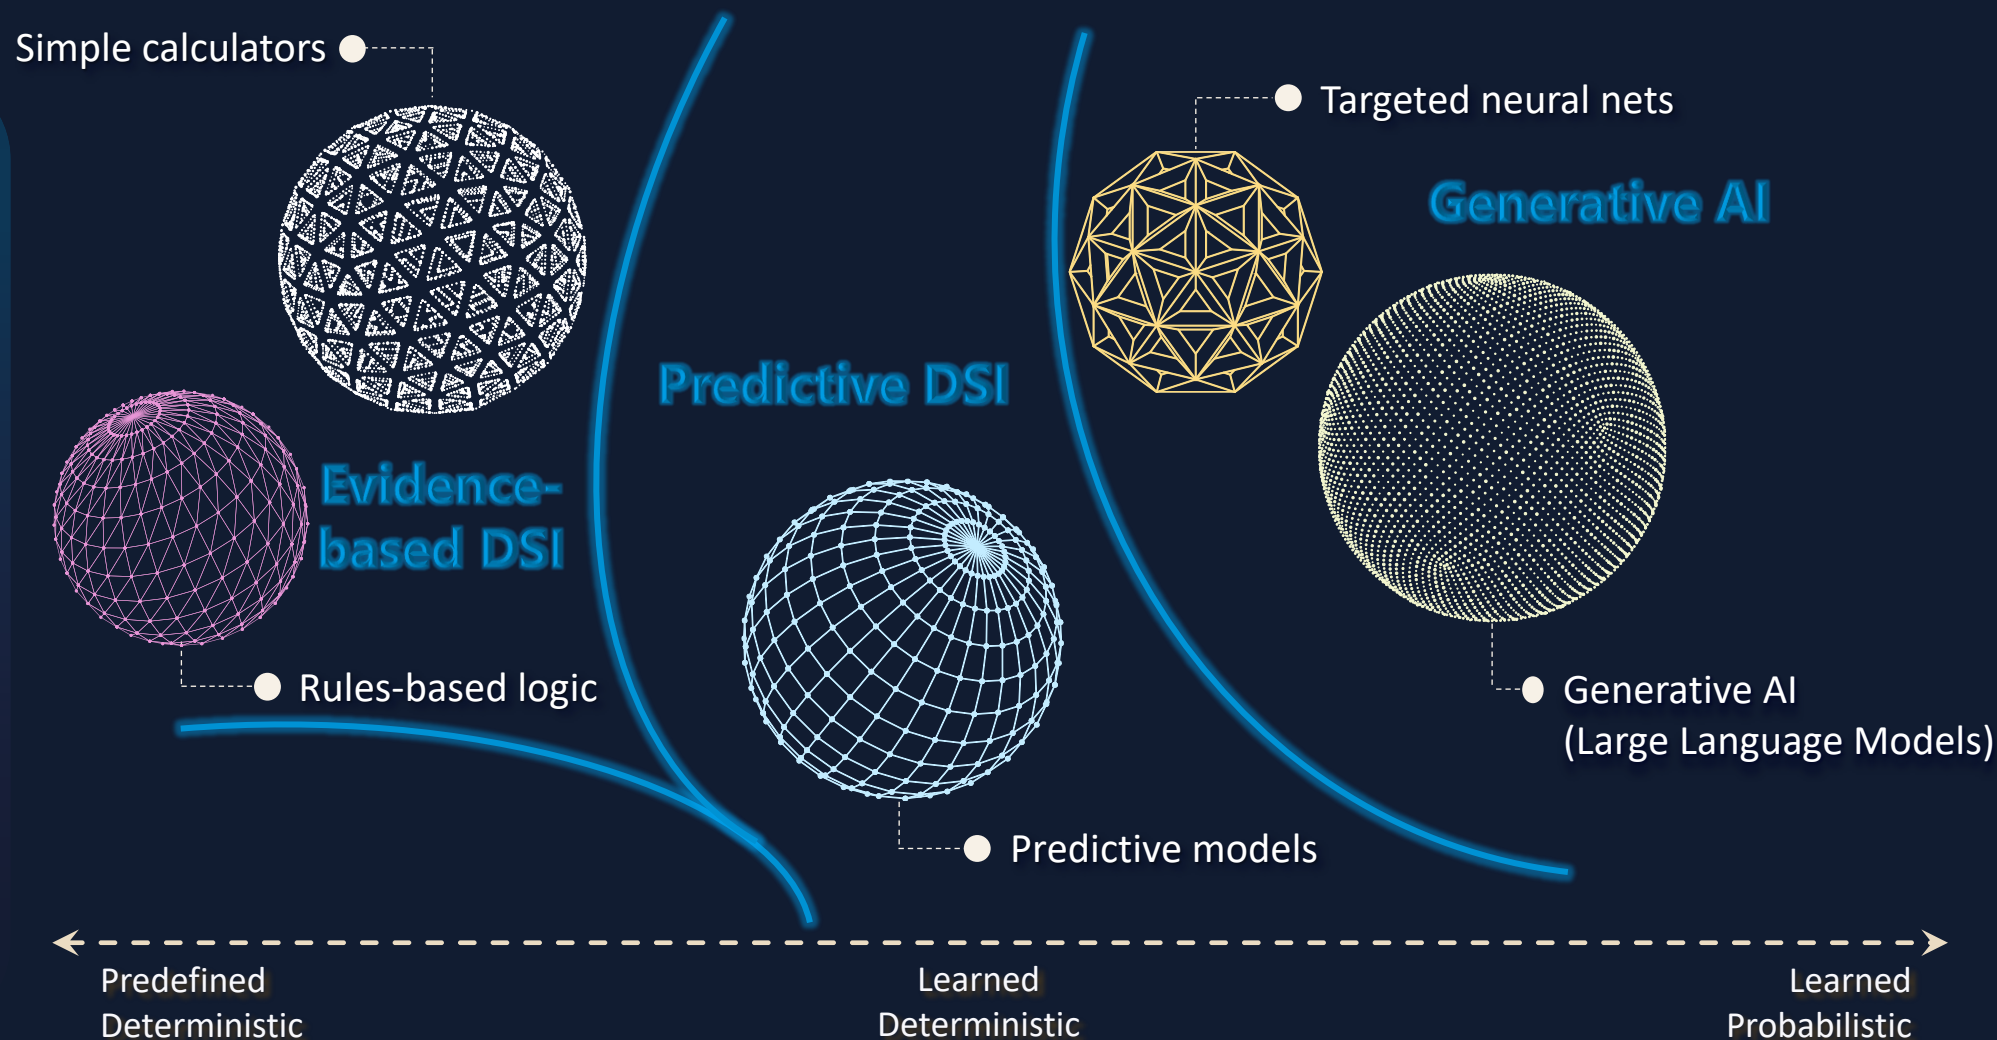 Simple calculators
Targeted neural nets
Generative AI
Predictive DSI
Evidence-
based DSI
Rules-based logic
Generative AI
(Large Language Models)
Predictive models
Predefined
Deterministic
Learned
Deterministic
Learned
Probabilistic